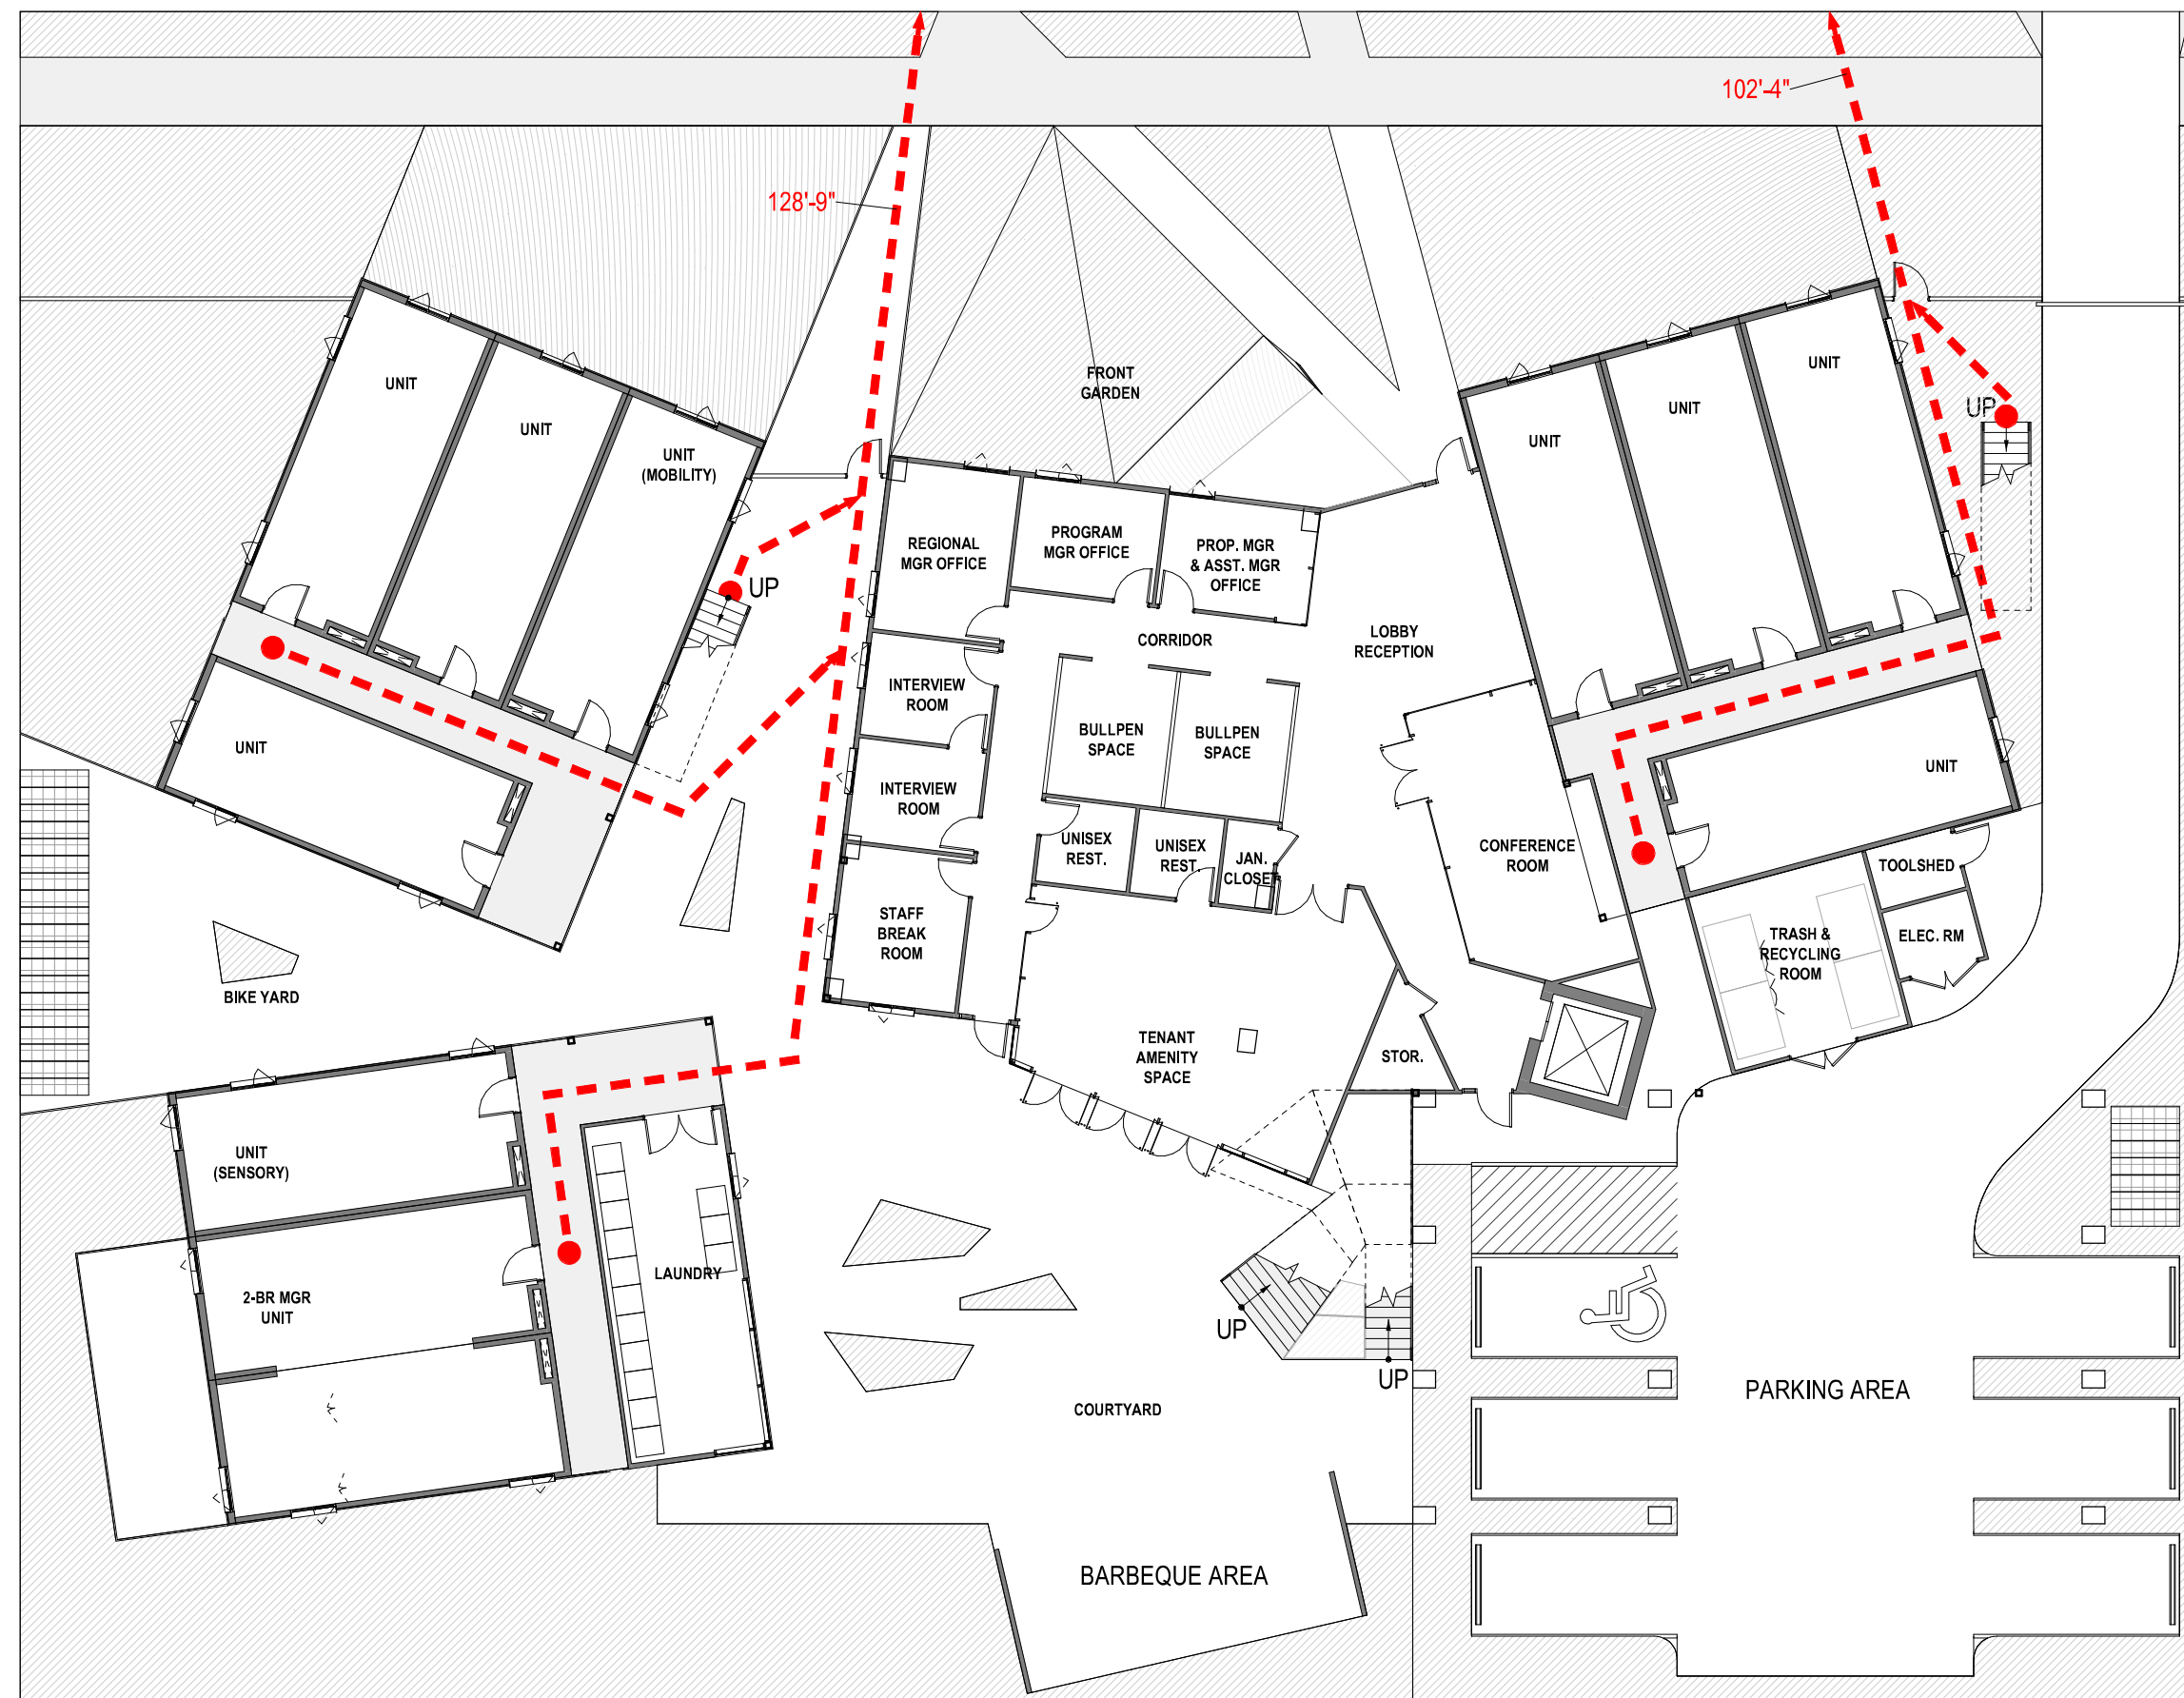 102'-4"
128'-9"
FRONT
GARDEN
UNIT
UNIT
UNIT
(MOBILITY)
UNIT
UNIT
UNIT
UP
REGIONAL
MGR OFFICE
PROGRAM
MGR OFFICE
PROP. MGR
& ASST. MGR
OFFICE
UP
CORRIDOR
LOBBY
RECEPTION
INTERVIEW
ROOM
BULLPEN
SPACE
BULLPEN
SPACE
UNIT
UNIT
INTERVIEW
ROOM
UNISEX
REST.
UNISEX
REST.
JAN.
CLOSET
CONFERENCE
ROOM
TOOLSHED
STAFF
BREAK
ROOM
TRASH &
RECYCLING
ROOM
ELEC. RM
BIKE YARD
TENANT
AMENITY
SPACE
STOR.
UNIT
(SENSORY)
LAUNDRY
2-BR MGR
UNIT
UP
UP
PARKING AREA
COURTYARD
BARBEQUE AREA